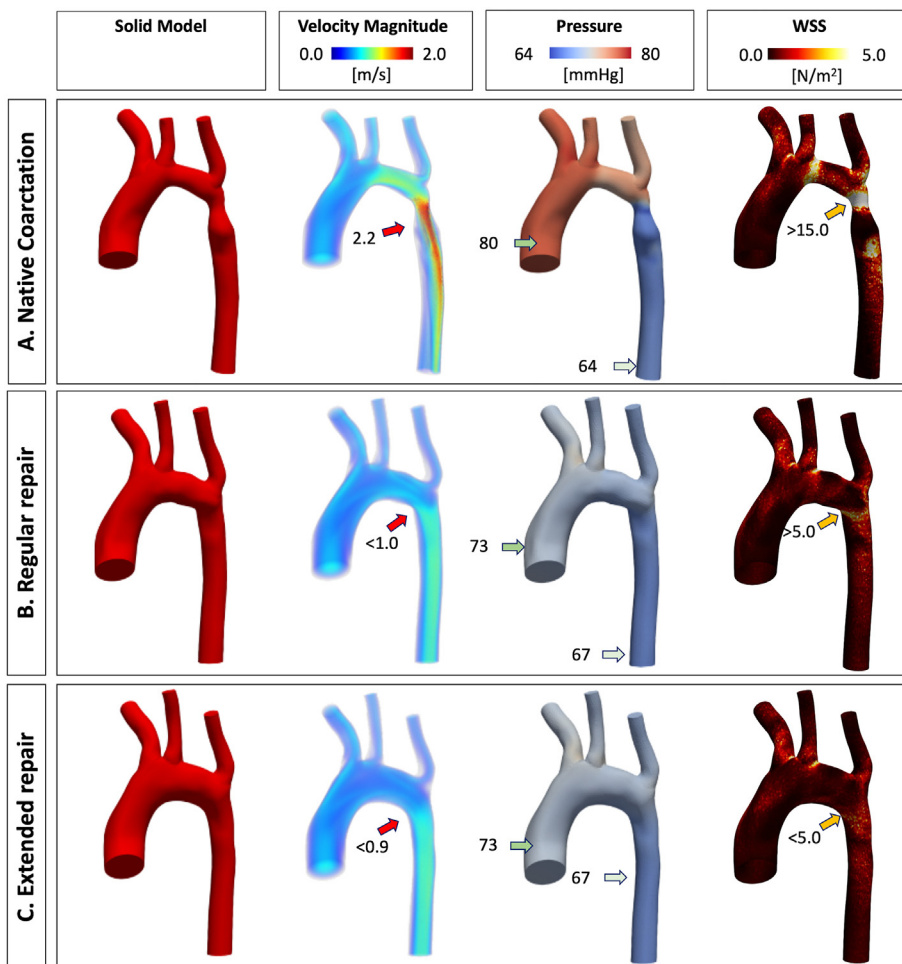 Solid Model
Velocity Magnitude
0.0 2.0
[m/s]
Pressure
64 80
[mmHg]
WSS
0.0 5.0
[N/m²]
A. Native Coarctation
2.2
80
64
>15.0
B. Regular repair
<1.0
73
67
>5.0
C. Extended repair
<0.9
73
67
<5.0